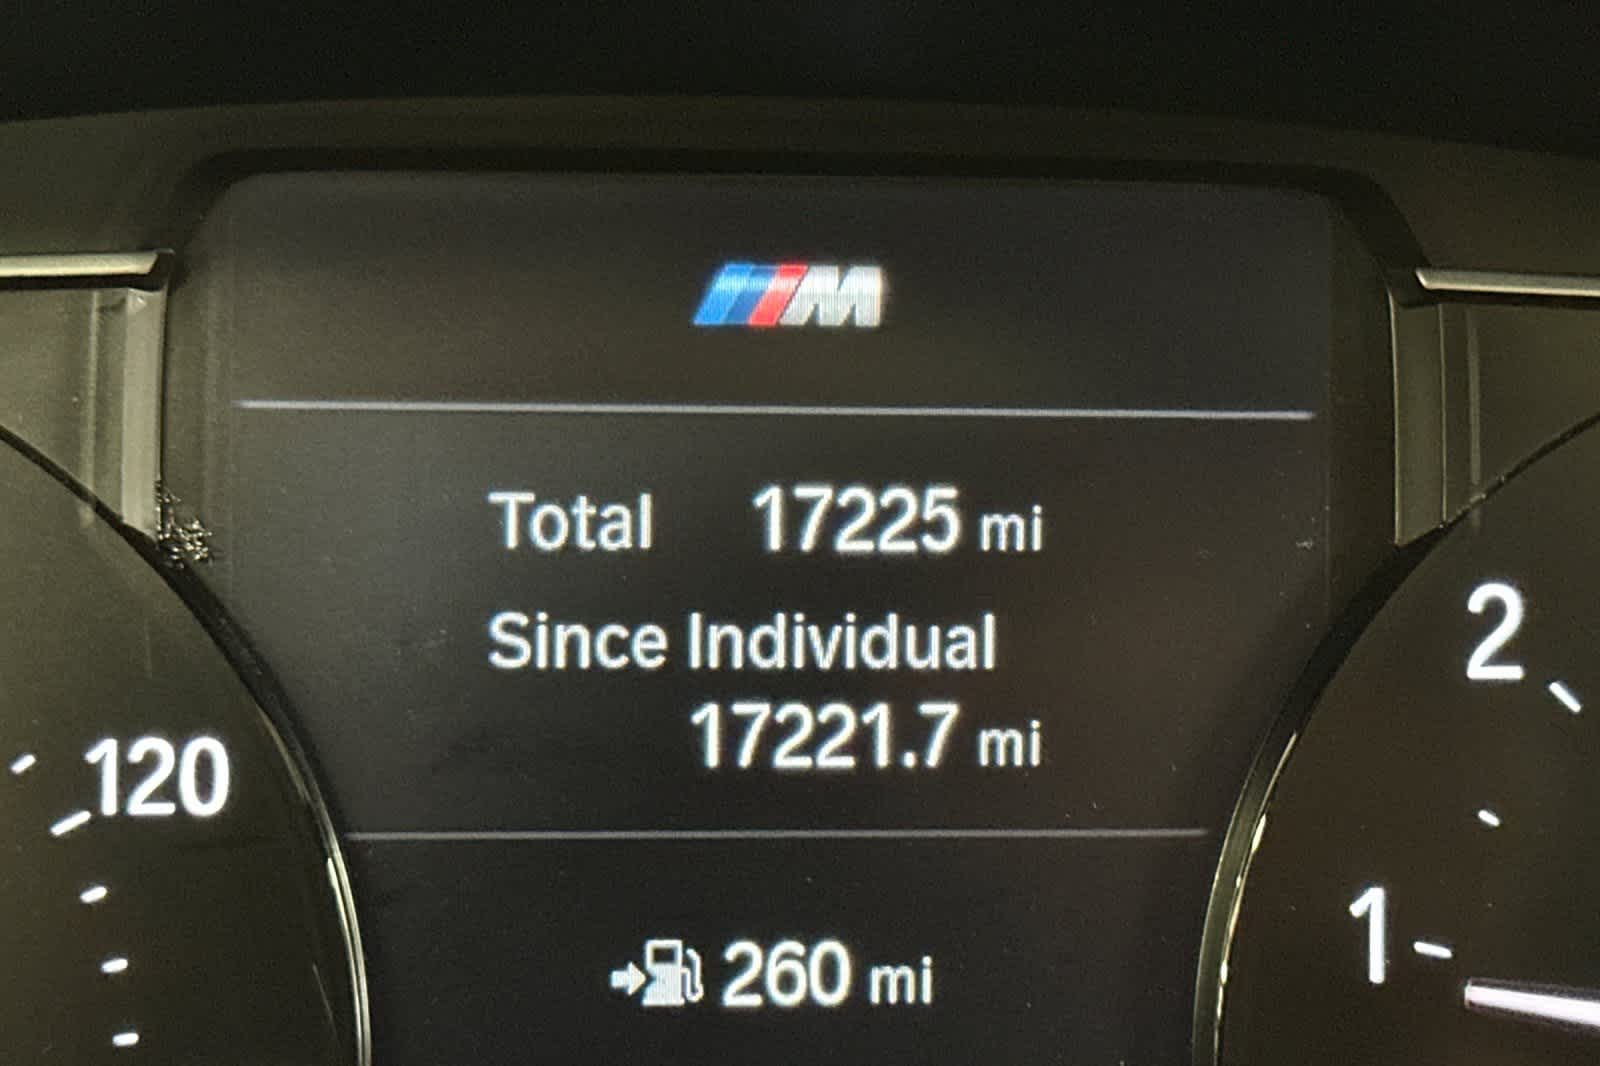 M
Total 17225 mi
Since Individual
17221.7 mi
260 mi
120
2
1